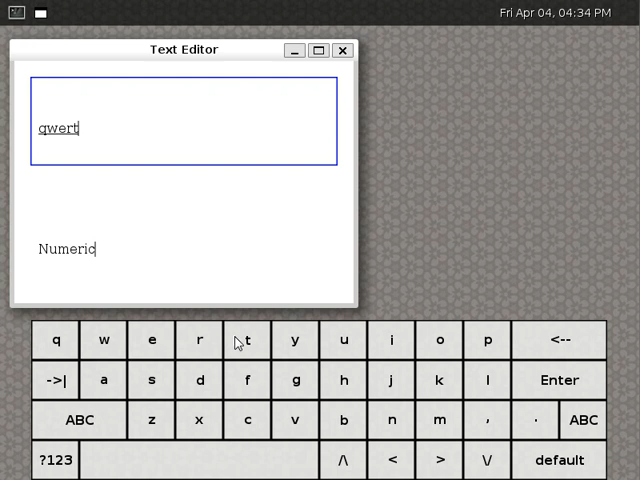 Fri Apr 04, 04:34 PM
Text Editor
qwert
Numeric
q w e r t y u i o p <--
->| a s d f g h j k l Enter
ABC z x c v b n m , . ABC
?123 /\ < > \/ default